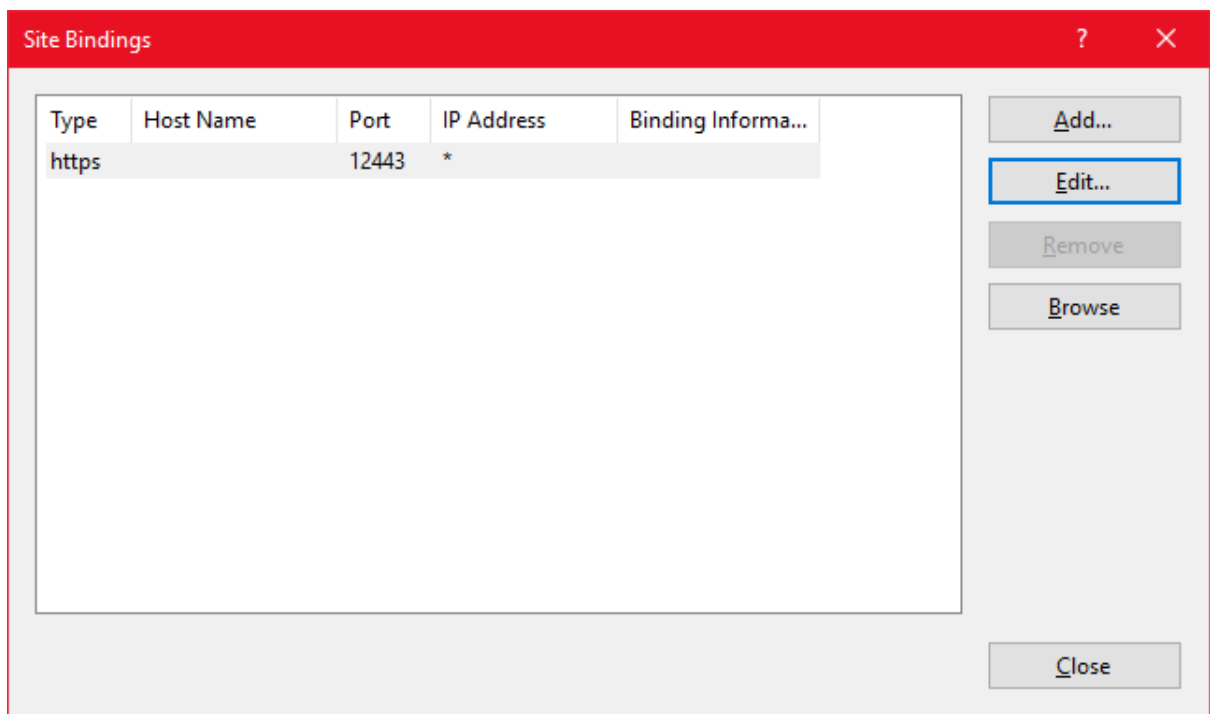 Site Bindings ?
Type Host Name Port IP Address Binding Informa...
https 12443 *
Add...
Edit...
Remove
Browse
Close